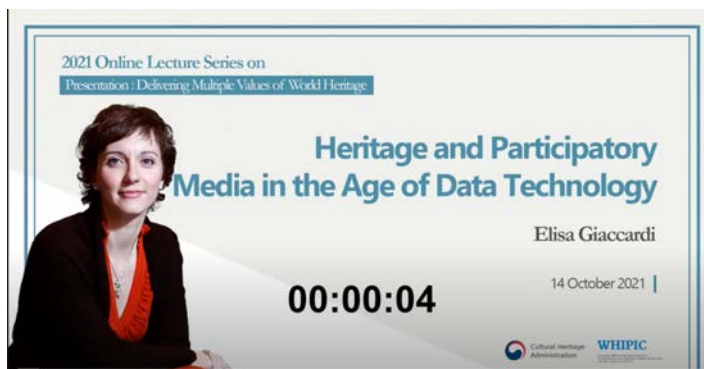 2021 Online Lecture Series on
Presentation : Delivering Multiple Values of World Heritage
Heritage and Participatory
Media in the Age of Data Technology
Elisa Giaccardi
14 October 2021
00:00:04
Cultural Heritage
Administration
WHIPIC